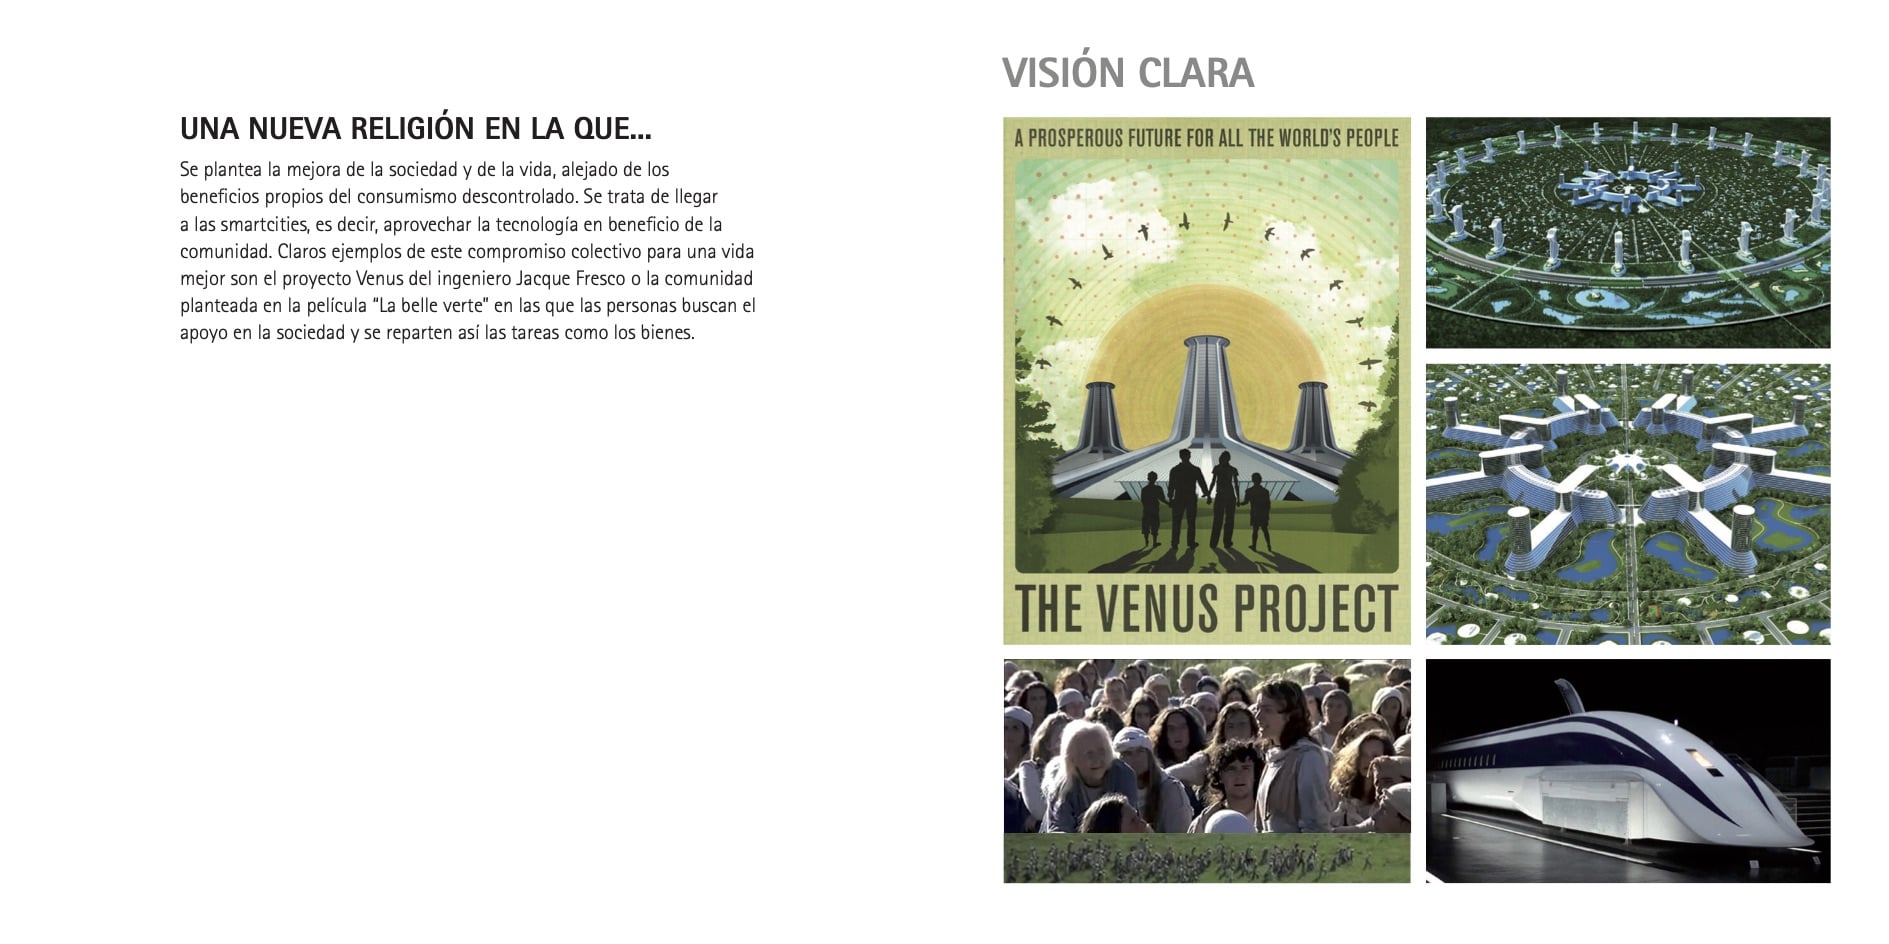 UNA NUEVA RELIGIÓN EN LA QUE...
Se plantea la mejora de la sociedad y de la vida, alejado de los
beneficios propios del consumismo descontrolado. Se trata de llegar
a las smartcities, es decir, aprovechar la tecnología en beneficio de la
comunidad. Claros ejemplos de este compromiso colectivo para una vida
mejor son el proyecto Venus del ingeniero Jacque Fresco o la comunidad
planteada en la película “La belle verte” en las que las personas buscan el
apoyo en la sociedad y se reparten así las tareas como los bienes.
VISIÓN CLARA
A PROSPEROUS FUTURE FOR ALL THE WORLD'S PEOPLE
THE VENUS PROJECT